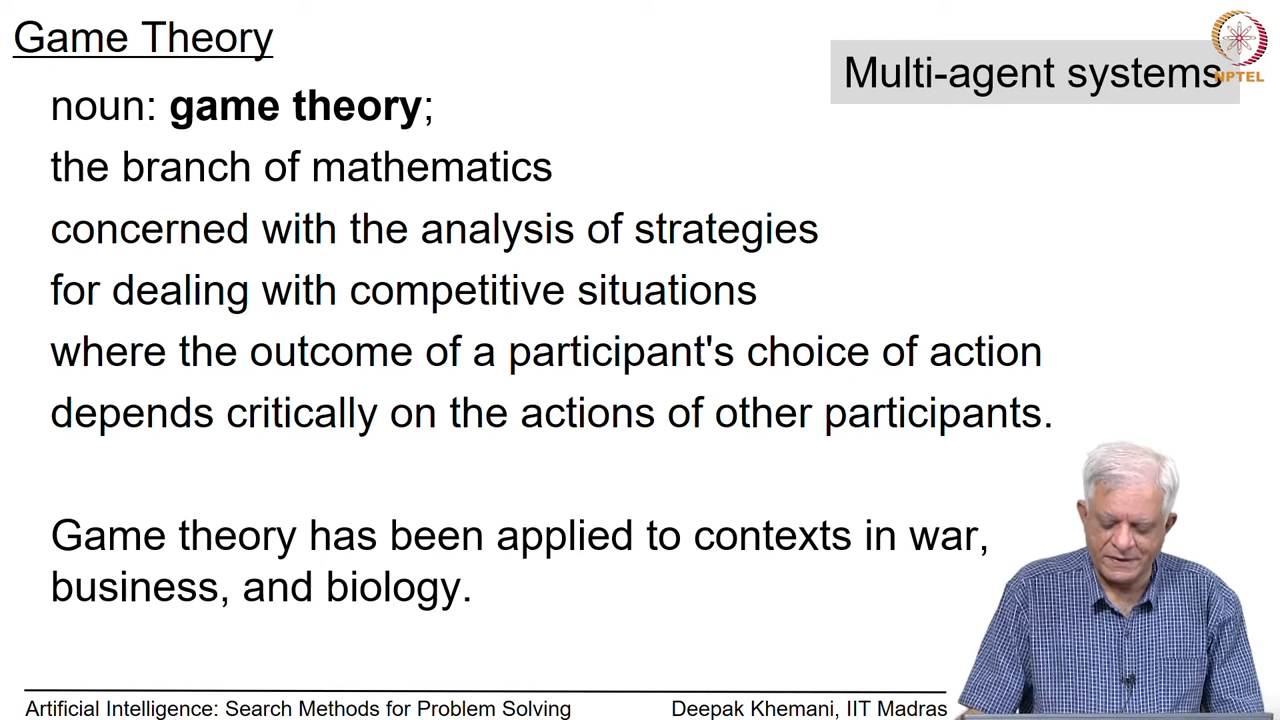 Game Theory
Multi-agent systems
NPTEL
noun: game theory;
the branch of mathematics
concerned with the analysis of strategies
for dealing with competitive situations
where the outcome of a participant's choice of action
depends critically on the actions of other participants.
Game theory has been applied to contexts in war,
business, and biology.
Artificial Intelligence: Search Methods for Problem Solving
Deepak Khemani, IIT Madras